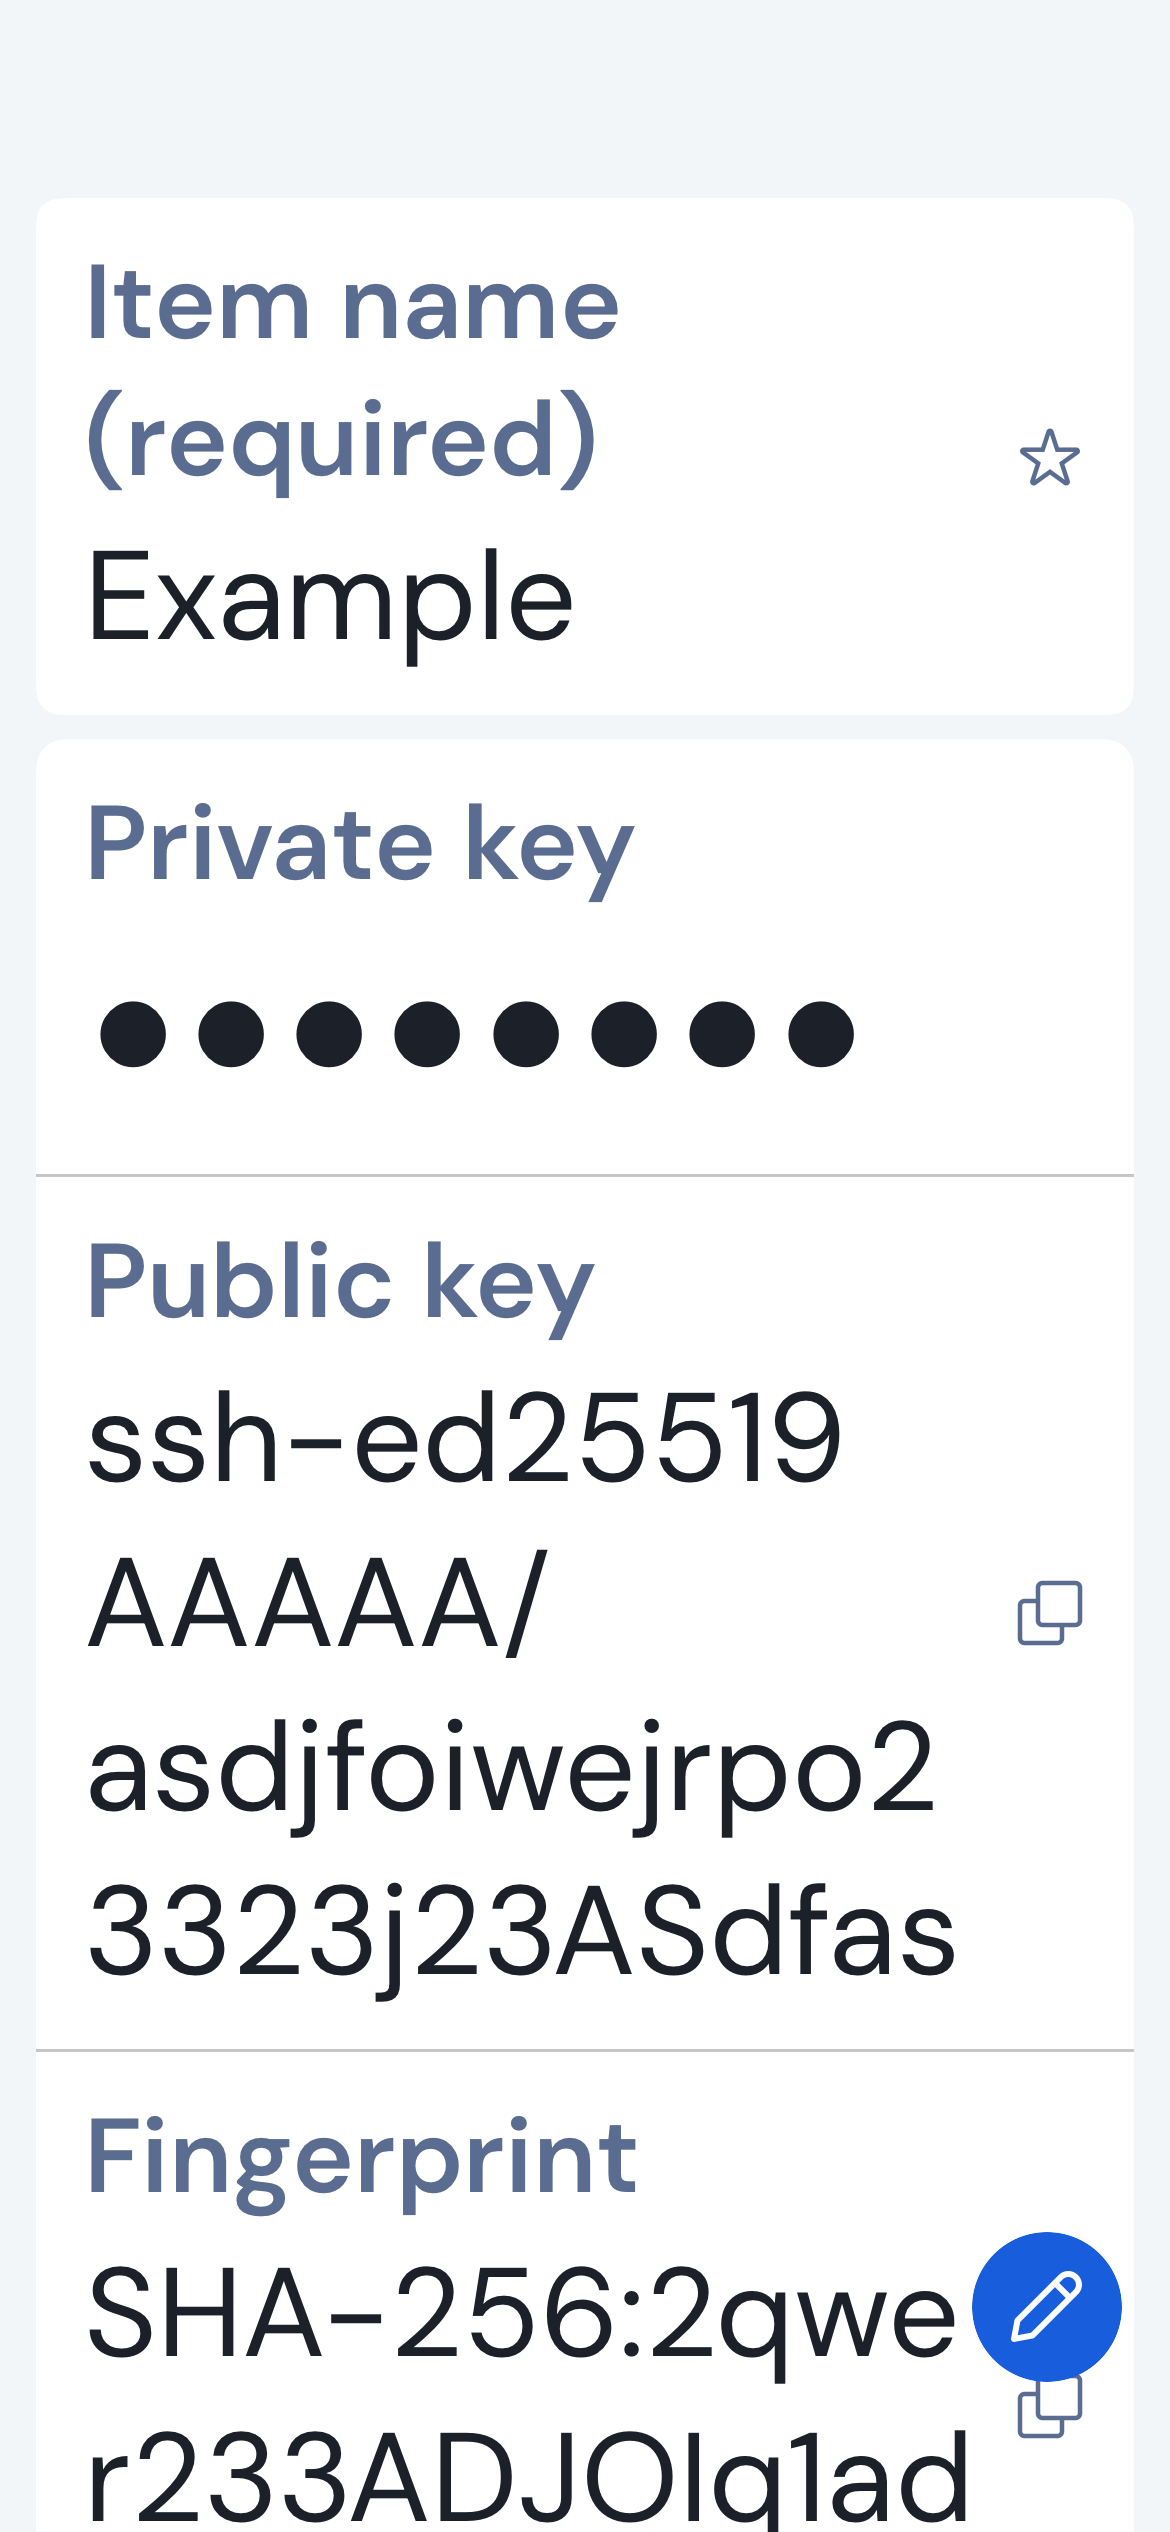 Item name
(required)
Example
Private key
●●●●●●●●
Public key
ssh-ed25519
AAAAA/
asdjfoiwejrpo2
3323j23ASdfas
Fingerprint
SHA-256:2qwe
r233ADJOIq1ad